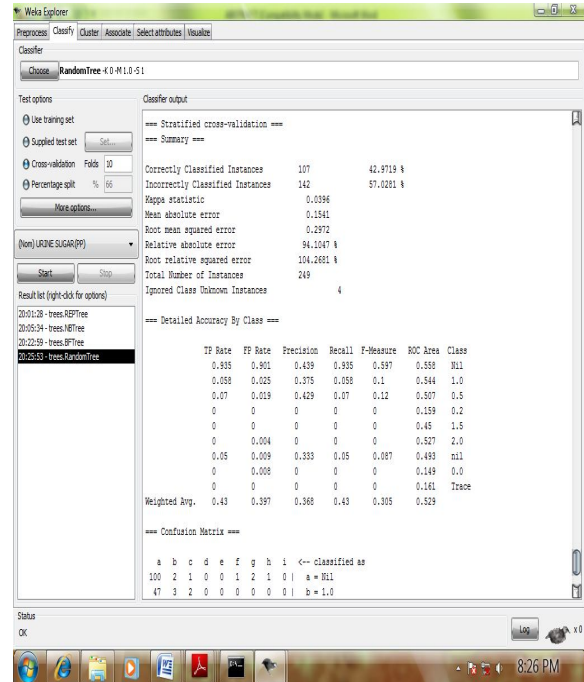 Weka Explorer
Preprocess Classify Cluster Associate Select attributes Visualize
Classifier
Choose RandomTree -K 0 -M 1.0 -S 1
Test options
Use training set
Supplied test set Set...
Cross-validation Folds 10
Percentage split % 66
More options...
(Nom) URINE SUGAR(PP)
Start Stop
Result list (right-click for options)
20:01:28 - trees.REPTree
20:05:34 - trees.NBTree
20:22:59 - trees.BFTree
20:25:53 - trees.RandomTree
Classifier output
=== Stratified cross-validation ===
=== Summary ===
Correctly Classified Instances 107 42.9719 %
Incorrectly Classified Instances 142 57.0281 %
Kappa statistic 0.0396
Mean absolute error 0.1541
Root mean squared error 0.2972
Relative absolute error 94.1047 %
Root relative squared error 104.2681 %
Total Number of Instances 249
Ignored Class Unknown Instances 4
=== Detailed Accuracy By Class ===
TP Rate FP Rate Precision Recall F-Measure ROC Area Class
0.935 0.901 0.439 0.935 0.597 0.558 Nil
0.058 0.025 0.375 0.058 0.1 0.544 1.0
0.07 0.019 0.429 0.07 0.12 0.507 0.5
0 0 0 0 0 0.159 0.2
0 0 0 0 0 0.45 1.5
0 0.004 0 0 0 0.527 2.0
0.05 0.009 0.333 0.05 0.087 0.493 nil
0 0.008 0 0 0 0.149 0.0
0 0 0 0 0 0.161 Trace
Weighted Avg. 0.43 0.397 0.368 0.43 0.305 0.529
=== Confusion Matrix ===
a b c d e f g h i <-- classified as
100 2 1 0 0 1 2 1 0 | a = Nil
47 3 2 0 0 0 0 0 0 | b = 1.0
Status
OK
Log x 0
8:26 PM